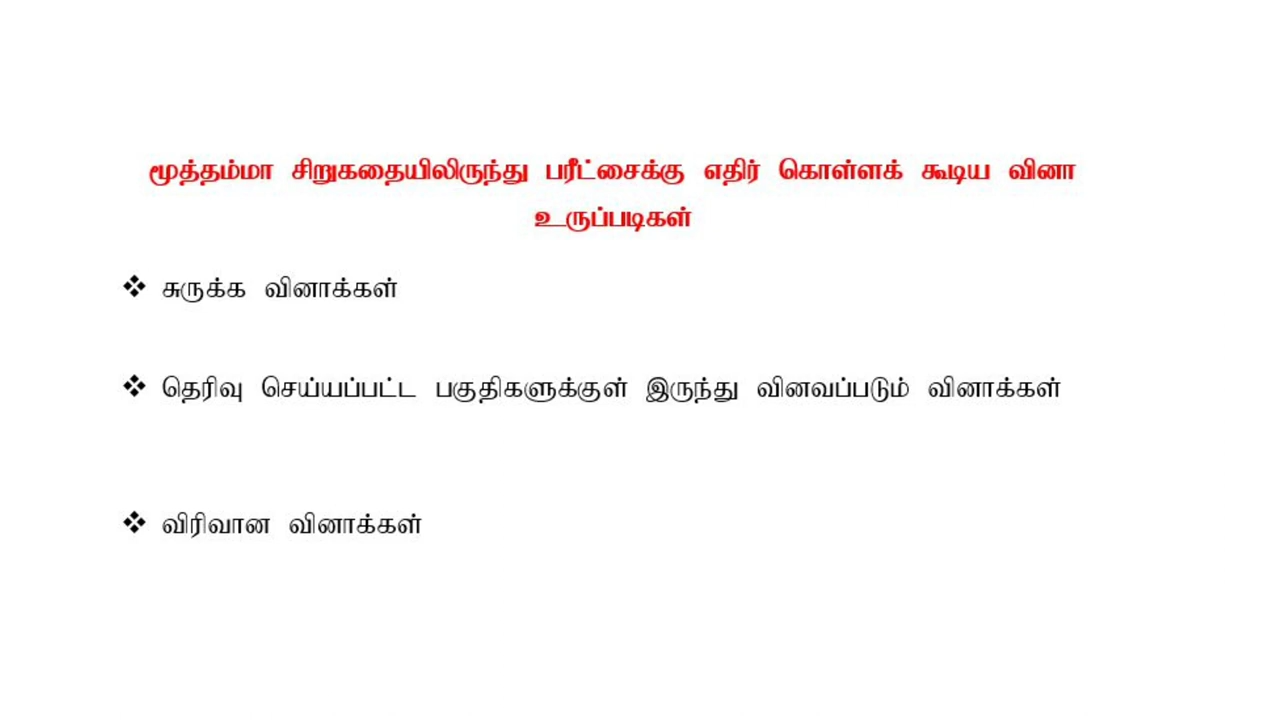 மூத்தம்மா சிறுகதையிலிருந்து பரீட்சைக்கு எதிர் கொள்ளக் கூடிய வினா
உருப்படிகள்
❖ சுருக்க வினாக்கள்
❖ தெரிவு செய்யப்பட்ட பகுதிகளுக்குள் இருந்து வினவப்படும் வினாக்கள்
❖ விரிவான வினாக்கள்